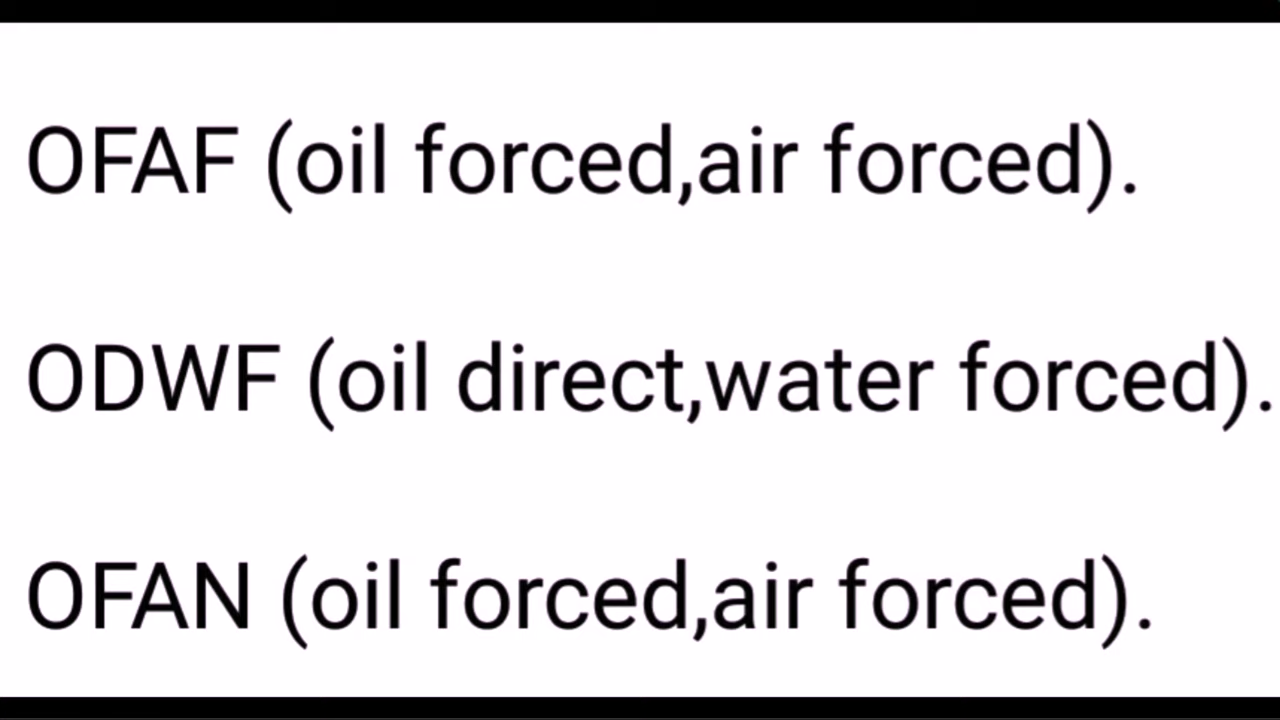 OFAF (oil forced,air forced).
ODWF (oil direct,water forced).
OFAN (oil forced,air forced).